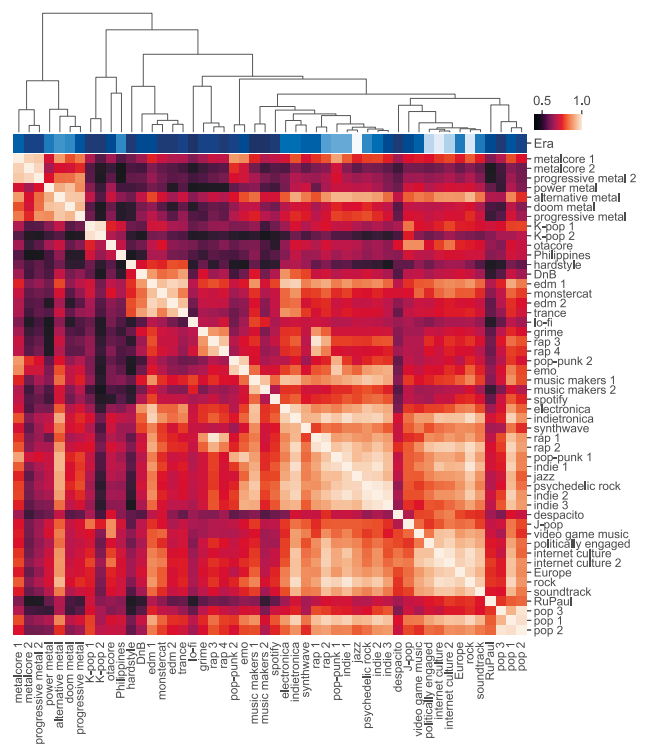 0.5 1.0
Era
metalcore 1
metalcore 2
progressive metal 2
power metal
alternative metal
doom metal
progressive metal
K-pop 1
K-pop 2
otacore
Philippines
hardstyle
DnB
edm 1
monstercat
edm 2
trance
lo-fi
grime
rap 3
rap 4
pop-punk 2
emo
music makers 1
music makers 2
spotify
electronica
indietronica
synthwave
rap 1
rap 2
pop-punk 1
indie 1
jazz
psychedelic rock
indie 2
indie 3
despacito
J-pop
video game music
politically engaged
internet culture
internet culture 2
Europe
rock
soundtrack
RuPaul
pop 3
pop 1
pop 2
metalcore 1
metalcore 2
progressive metal 2
power metal
alternative metal
doom metal
progressive metal
K-pop 1
K-pop 2
otacore
Philippines
hardstyle
DnB
edm 1
monstercat
edm 2
trance
lo-fi
grime
rap 3
rap 4
pop-punk 2
emo
music makers 1
music makers 2
spotify
electronica
indietronica
synthwave
rap 1
rap 2
pop-punk 1
indie 1
jazz
psychedelic rock
indie 2
indie 3
despacito
J-pop
video game music
politically engaged
internet culture
internet culture 2
Europe
rock
soundtrack
RuPaul
pop 3
pop 1
pop 2